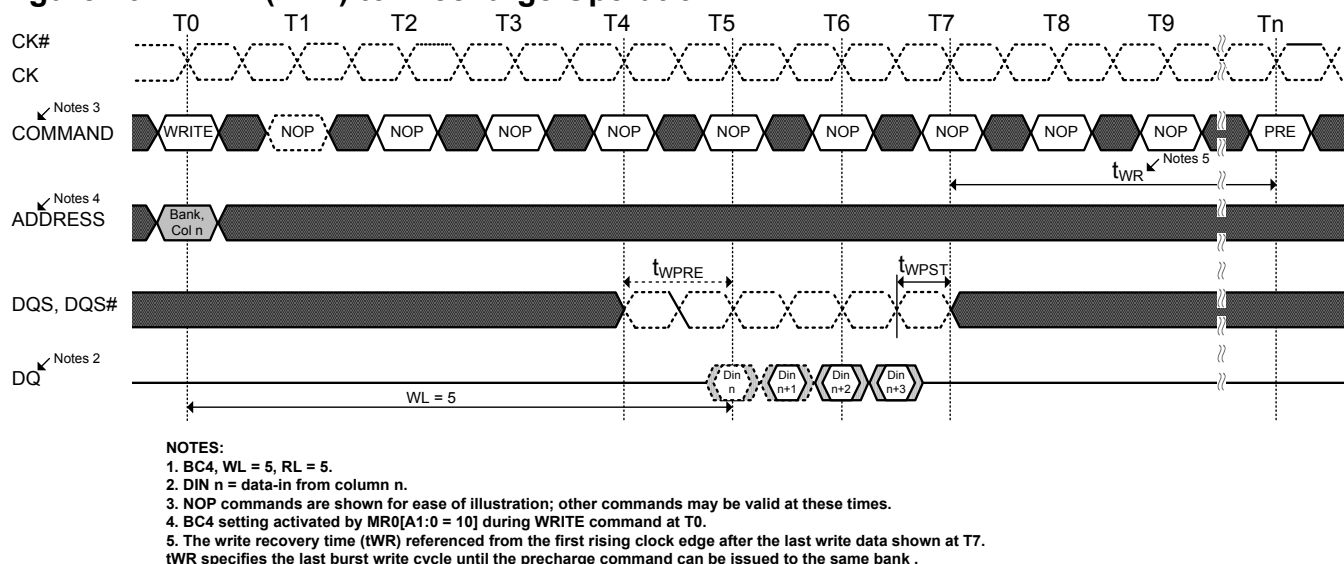 T0 T1 T2 T3 T4 T5 T6 T7 T8 T9 Tn
CK#
CK
Notes 3
COMMAND
WRITE NOP NOP NOP NOP NOP NOP NOP NOP NOP PRE
tWR Notes 5
Notes 4
ADDRESS
Bank,
Col n
tWPRE tWPST
DQS, DQS#
Notes 2
DQ
Din
n
Din
n+1
Din
n+2
Din
n+3
WL = 5
NOTES:
1. BC4, WL = 5, RL = 5.
2. DIN n = data-in from column n.
3. NOP commands are shown for ease of illustration; other commands may be valid at these times.
4. BC4 setting activated by MR0[A1:0 = 10] during WRITE command at T0.
5. The write recovery time (tWR) referenced from the first rising clock edge after the last write data shown at T7.
tWR specifies the last burst write cycle until the precharge command can be issued to the same bank .